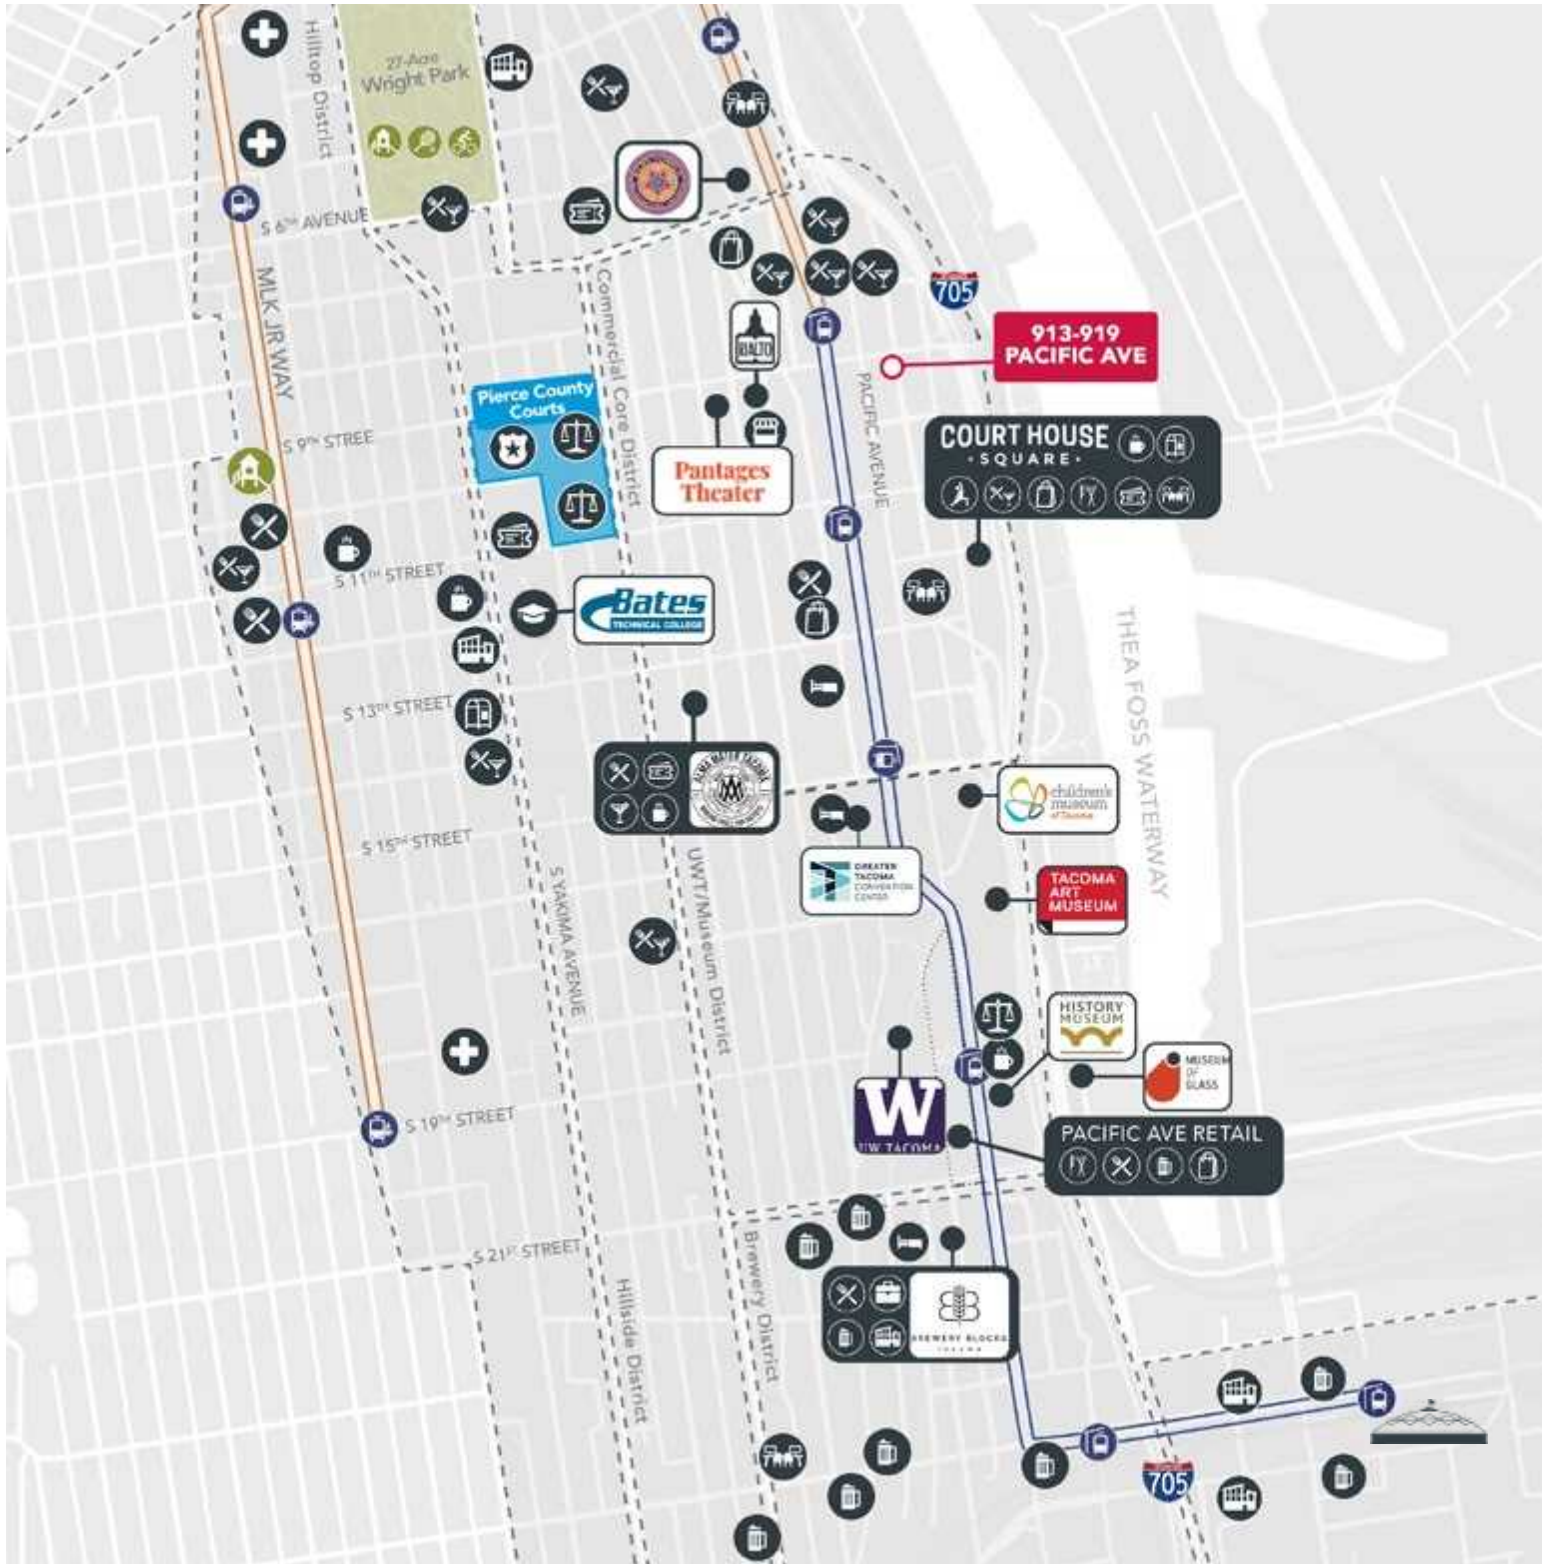 Hilltop District
27-Acre
Wright Park
S 6TH AVENUE
MLK JR WAY
Commercial Core District
705
RIALTO
913-919
PACIFIC AVE
Pierce County
Courts
PACIFIC AVENUE
S 9TH STREE
Pantages
Theater
COURT HOUSE
• SQUARE •
S 11TH STREET
Bates
TECHNICAL COLLEGE
THEA FOSS WATERWAY
S 13TH STREET
ALMA MATER TACOMA
children's
museum
of Tacoma
S 15TH STREET
GREATER
TACOMA
CONVENTION
CENTER
TACOMA
ART
MUSEUM
S YAKIMA AVENUE
UWT/Museum District
HISTORY
MUSEUM
MUSEUM
OF
GLASS
W
UW TACOMA
S 19TH STREET
PACIFIC AVE RETAIL
S 21ST STREET
Brewery District
Hillside District
BREWERY BLOCKS
TACOMA
705